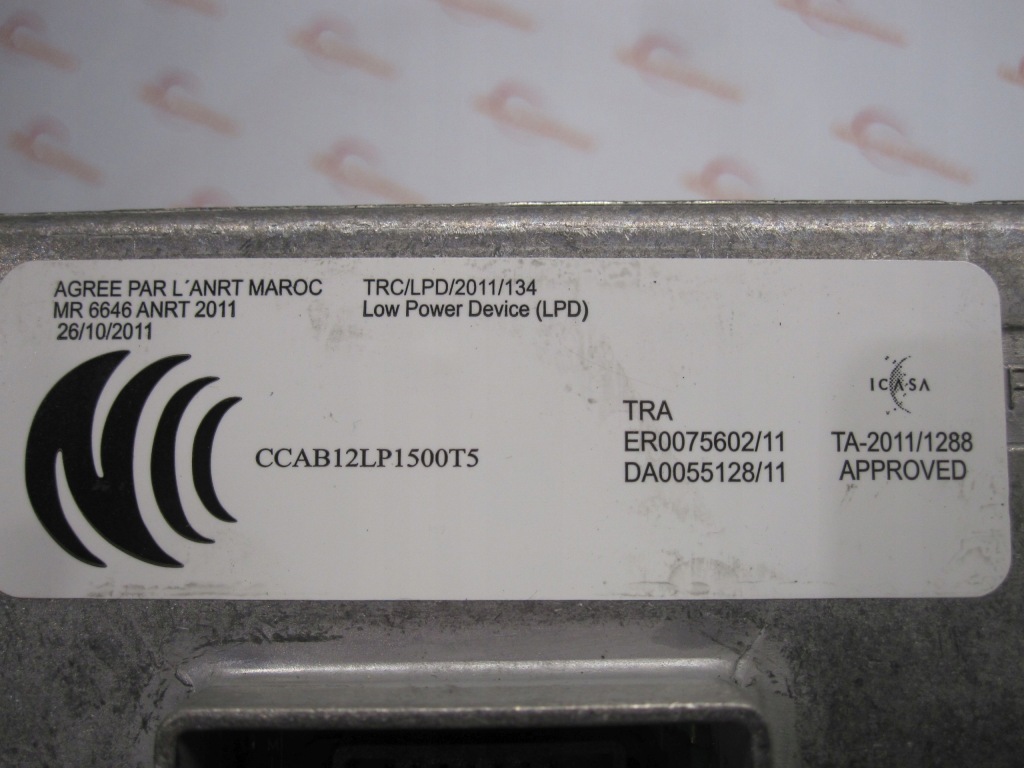 AGREE PAR L´ANRT MAROC
MR 6646 ANRT 2011
26/10/2011
TRC/LPD/2011/134
Low Power Device (LPD)
CCAB12LP1500T5
TRA
ER0075602/11
DA0055128/11
ICASA
TA-2011/1288
APPROVED